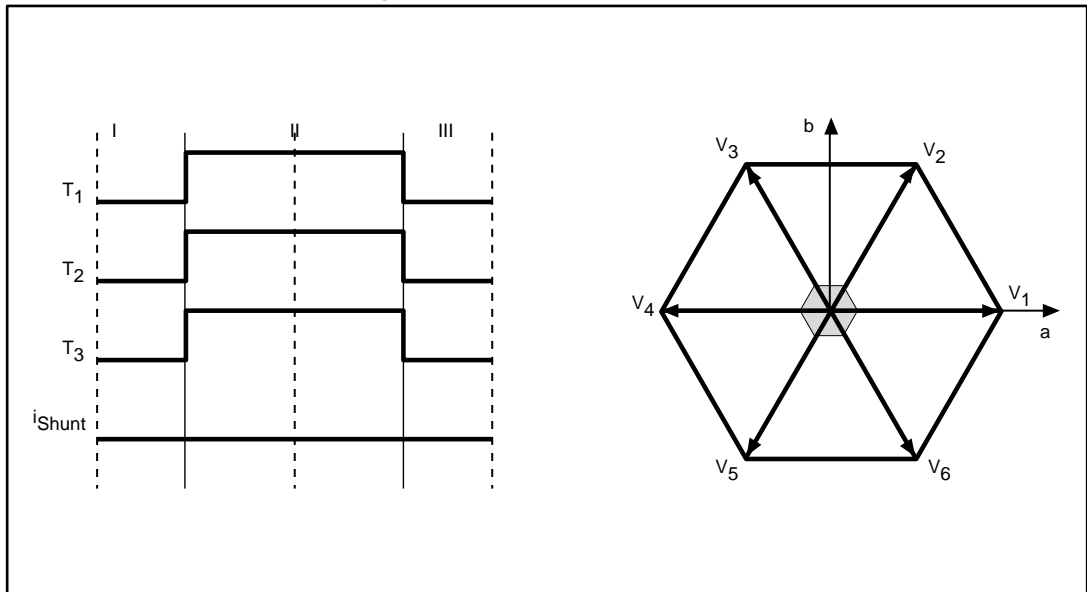 I II III
T1
T2
T3
iShunt
b
V3 V2
V4 V1
a
V5 V6